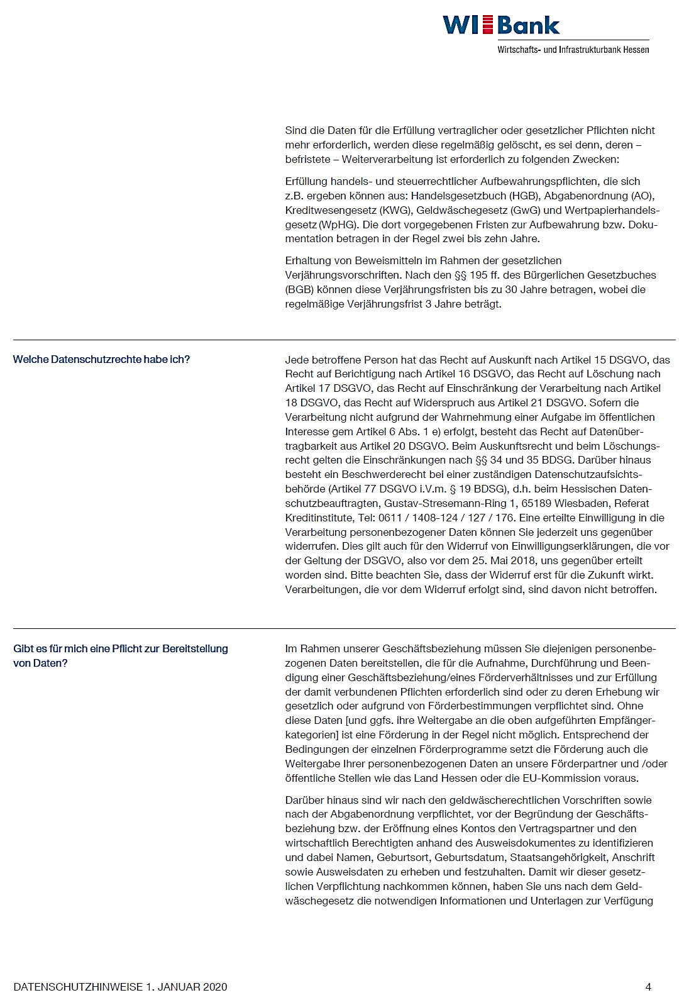 WIBank
Wirtschafts- und Infrastrukturbank Hessen
Sind die Daten für die Erfüllung vertraglicher oder gesetzlicher Pflichten nicht
mehr erforderlich, werden diese regelmäßig gelöscht, es sei denn, deren –
befristete – Weiterverarbeitung ist erforderlich zu folgenden Zwecken:
Erfüllung handels- und steuerrechtlicher Aufbewahrungspflichten, die sich
z.B. ergeben können aus: Handelsgesetzbuch (HGB), Abgabenordnung (AO),
Kreditwesengesetz (KWG), Geldwäschegesetz (GwG) und Wertpapierhandels-
gesetz (WpHG). Die dort vorgegebenen Fristen zur Aufbewahrung bzw. Doku-
mentation betragen in der Regel zwei bis zehn Jahre.
Erhaltung von Beweismitteln im Rahmen der gesetzlichen
Verjährungsvorschriften. Nach den §§ 195 ff. des Bürgerlichen Gesetzbuches
(BGB) können diese Verjährungsfristen bis zu 30 Jahre betragen, wobei die
regelmäßige Verjährungsfrist 3 Jahre beträgt.
Welche Datenschutzrechte habe ich?
Jede betroffene Person hat das Recht auf Auskunft nach Artikel 15 DSGVO, das
Recht auf Berichtigung nach Artikel 16 DSGVO, das Recht auf Löschung nach
Artikel 17 DSGVO, das Recht auf Einschränkung der Verarbeitung nach Artikel
18 DSGVO, das Recht auf Widerspruch aus Artikel 21 DSGVO. Sofern die
Verarbeitung nicht aufgrund der Wahrnehmung einer Aufgabe im öffentlichen
Interesse gem Artikel 6 Abs. 1 e) erfolgt, besteht das Recht auf Datenüber-
tragbarkeit aus Artikel 20 DSGVO. Beim Auskunftsrecht und beim Löschungs-
recht gelten die Einschränkungen nach §§ 34 und 35 BDSG. Darüber hinaus
besteht ein Beschwerderecht bei einer zuständigen Datenschutzaufsichts-
behörde (Artikel 77 DSGVO i.V.m. § 19 BDSG), d.h. beim Hessischen Daten-
schutzbeauftragten, Gustav-Stresemann-Ring 1, 65189 Wiesbaden, Referat
Kreditinstitute, Tel: 0611 / 1408-124 / 127 / 176. Eine erteilte Einwilligung in die
Verarbeitung personenbezogener Daten können Sie jederzeit uns gegenüber
widerrufen. Dies gilt auch für den Widerruf von Einwilligungserklärungen, die vor
der Geltung der DSGVO, also vor dem 25. Mai 2018, uns gegenüber erteilt
worden sind. Bitte beachten Sie, dass der Widerruf erst für die Zukunft wirkt.
Verarbeitungen, die vor dem Widerruf erfolgt sind, sind davon nicht betroffen.
Gibt es für mich eine Pflicht zur Bereitstellung
von Daten?
Im Rahmen unserer Geschäftsbeziehung müssen Sie diejenigen personenbe-
zogenen Daten bereitstellen, die für die Aufnahme, Durchführung und Been-
digung einer Geschäftsbeziehung/eines Förderverhältnisses und zur Erfüllung
der damit verbundenen Pflichten erforderlich sind oder zu deren Erhebung wir
gesetzlich oder aufgrund von Förderbestimmungen verpflichtet sind. Ohne
diese Daten [und ggfs. ihre Weitergabe an die oben aufgeführten Empfänger-
kategorien] ist eine Förderung in der Regel nicht möglich. Entsprechend der
Bedingungen der einzelnen Förderprogramme setzt die Förderung auch die
Weitergabe Ihrer personenbezogenen Daten an unsere Förderpartner und /oder
öffentliche Stellen wie das Land Hessen oder die EU-Kommission voraus.
Darüber hinaus sind wir nach den geldwäscherechtlichen Vorschriften sowie
nach der Abgabenordnung verpflichtet, vor der Begründung der Geschäfts-
beziehung bzw. der Eröffnung eines Kontos den Vertragspartner und den
wirtschaftlich Berechtigten anhand des Ausweisdokumentes zu identifizieren
und dabei Namen, Geburtsort, Geburtsdatum, Staatsangehörigkeit, Anschrift
sowie Ausweisdaten zu erheben und festzuhalten. Damit wir dieser gesetz-
lichen Verpflichtung nachkommen können, haben Sie uns nach dem Geld-
wäschegesetz die notwendigen Informationen und Unterlagen zur Verfügung
DATENSCHUTZHINWEISE 1. JANUAR 2020
4